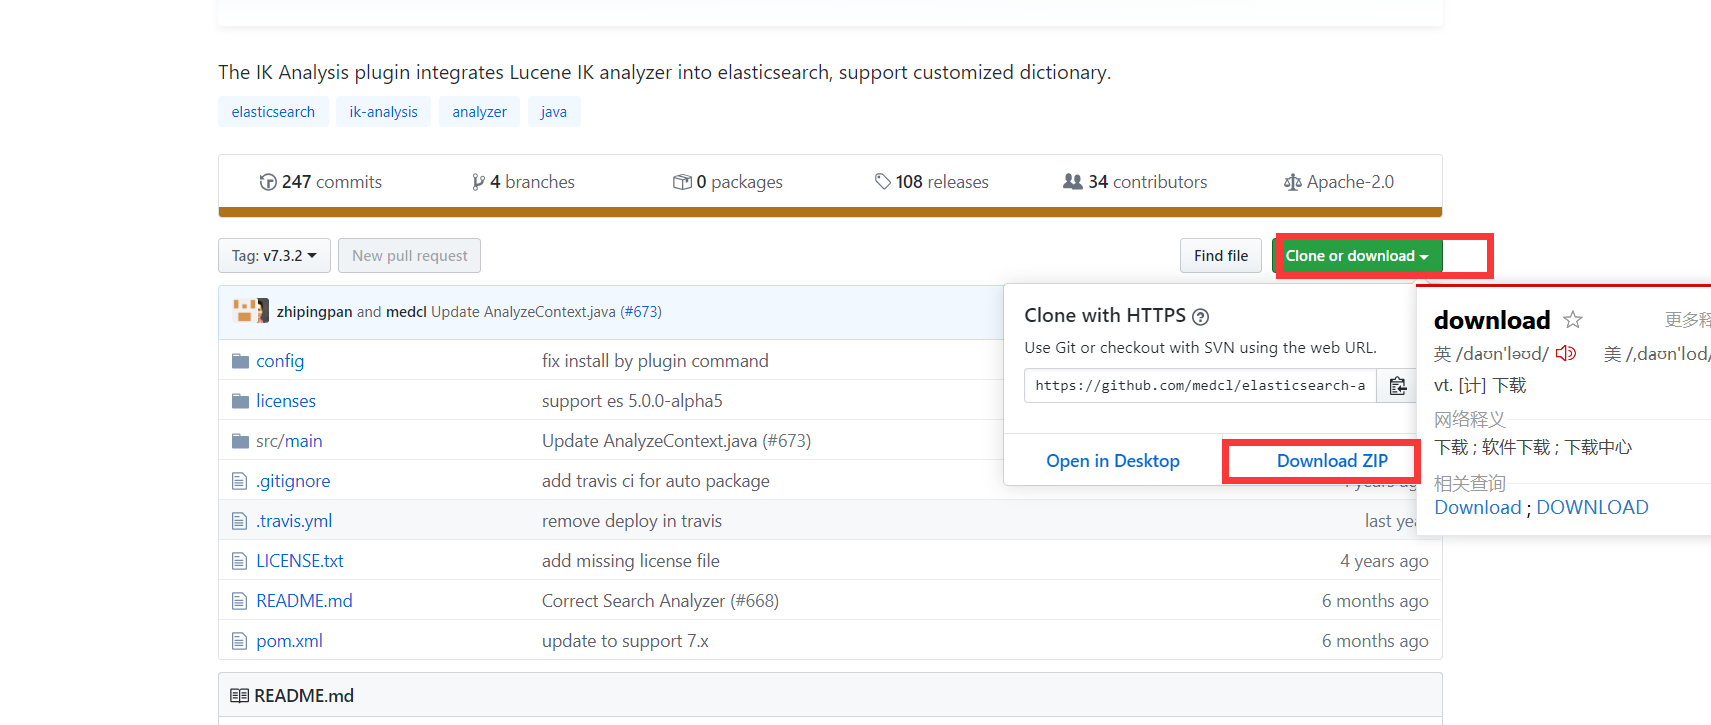 The IK Analysis plugin integrates Lucene IK analyzer into elasticsearch, support customized dictionary.
elasticsearch ik-analysis analyzer java
247 commits 4 branches 0 packages 108 releases 34 contributors Apache-2.0
Tag: v7.3.2 New pull request Find file Clone or download
zhipingpan and medcl Update AnalyzeContext.java (#673)
config fix install by plugin command
licenses support es 5.0.0-alpha5
src/main Update AnalyzeContext.java (#673)
.gitignore add travis ci for auto package
.travis.yml remove deploy in travis last yea
LICENSE.txt add missing license file 4 years ago
README.md Correct Search Analyzer (#668) 6 months ago
pom.xml update to support 7.x 6 months ago
README.md
Clone with HTTPS
Use Git or checkout with SVN using the web URL.
https://github.com/medcl/elasticsearch-a
Open in Desktop Download ZIP
download 更多释
英 /daʊn'ləʊd/ 美 /,daʊn'lod/
vt. [计] 下载
网络释义
下载 ; 软件下载 ; 下载中心
相关查询
Download ; DOWNLOAD